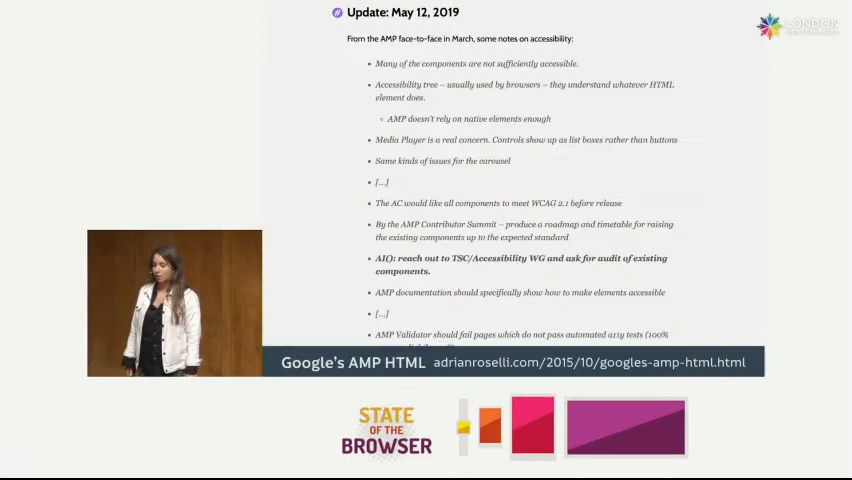 Update: May 12, 2019
LONDON
From the AMP face-to-face in March, some notes on accessibility:
Many of the components are not sufficiently accessible.
Accessibility tree – usually used by browsers – they understand whatever HTML
element does.
AMP doesn't rely on native elements enough
Media Player is a real concern. Controls show up as list boxes rather than buttons
Same kinds of issues for the carousel
[...]
The AC would like all components to meet WCAG 2.1 before release
By the AMP Contributor Summit – produce a roadmap and timetable for raising
the existing components up to the expected standard
AI(): reach out to TSC/Accessibility WG and ask for audit of existing
components.
AMP documentation should specifically show how to make elements accessible
[...]
AMP Validator should fail pages which do not pass automated a11y tests (100%
Google's AMP HTML adrianroselli.com/2015/10/googles-amp-html.html
STATE
OF THE
BROWSER